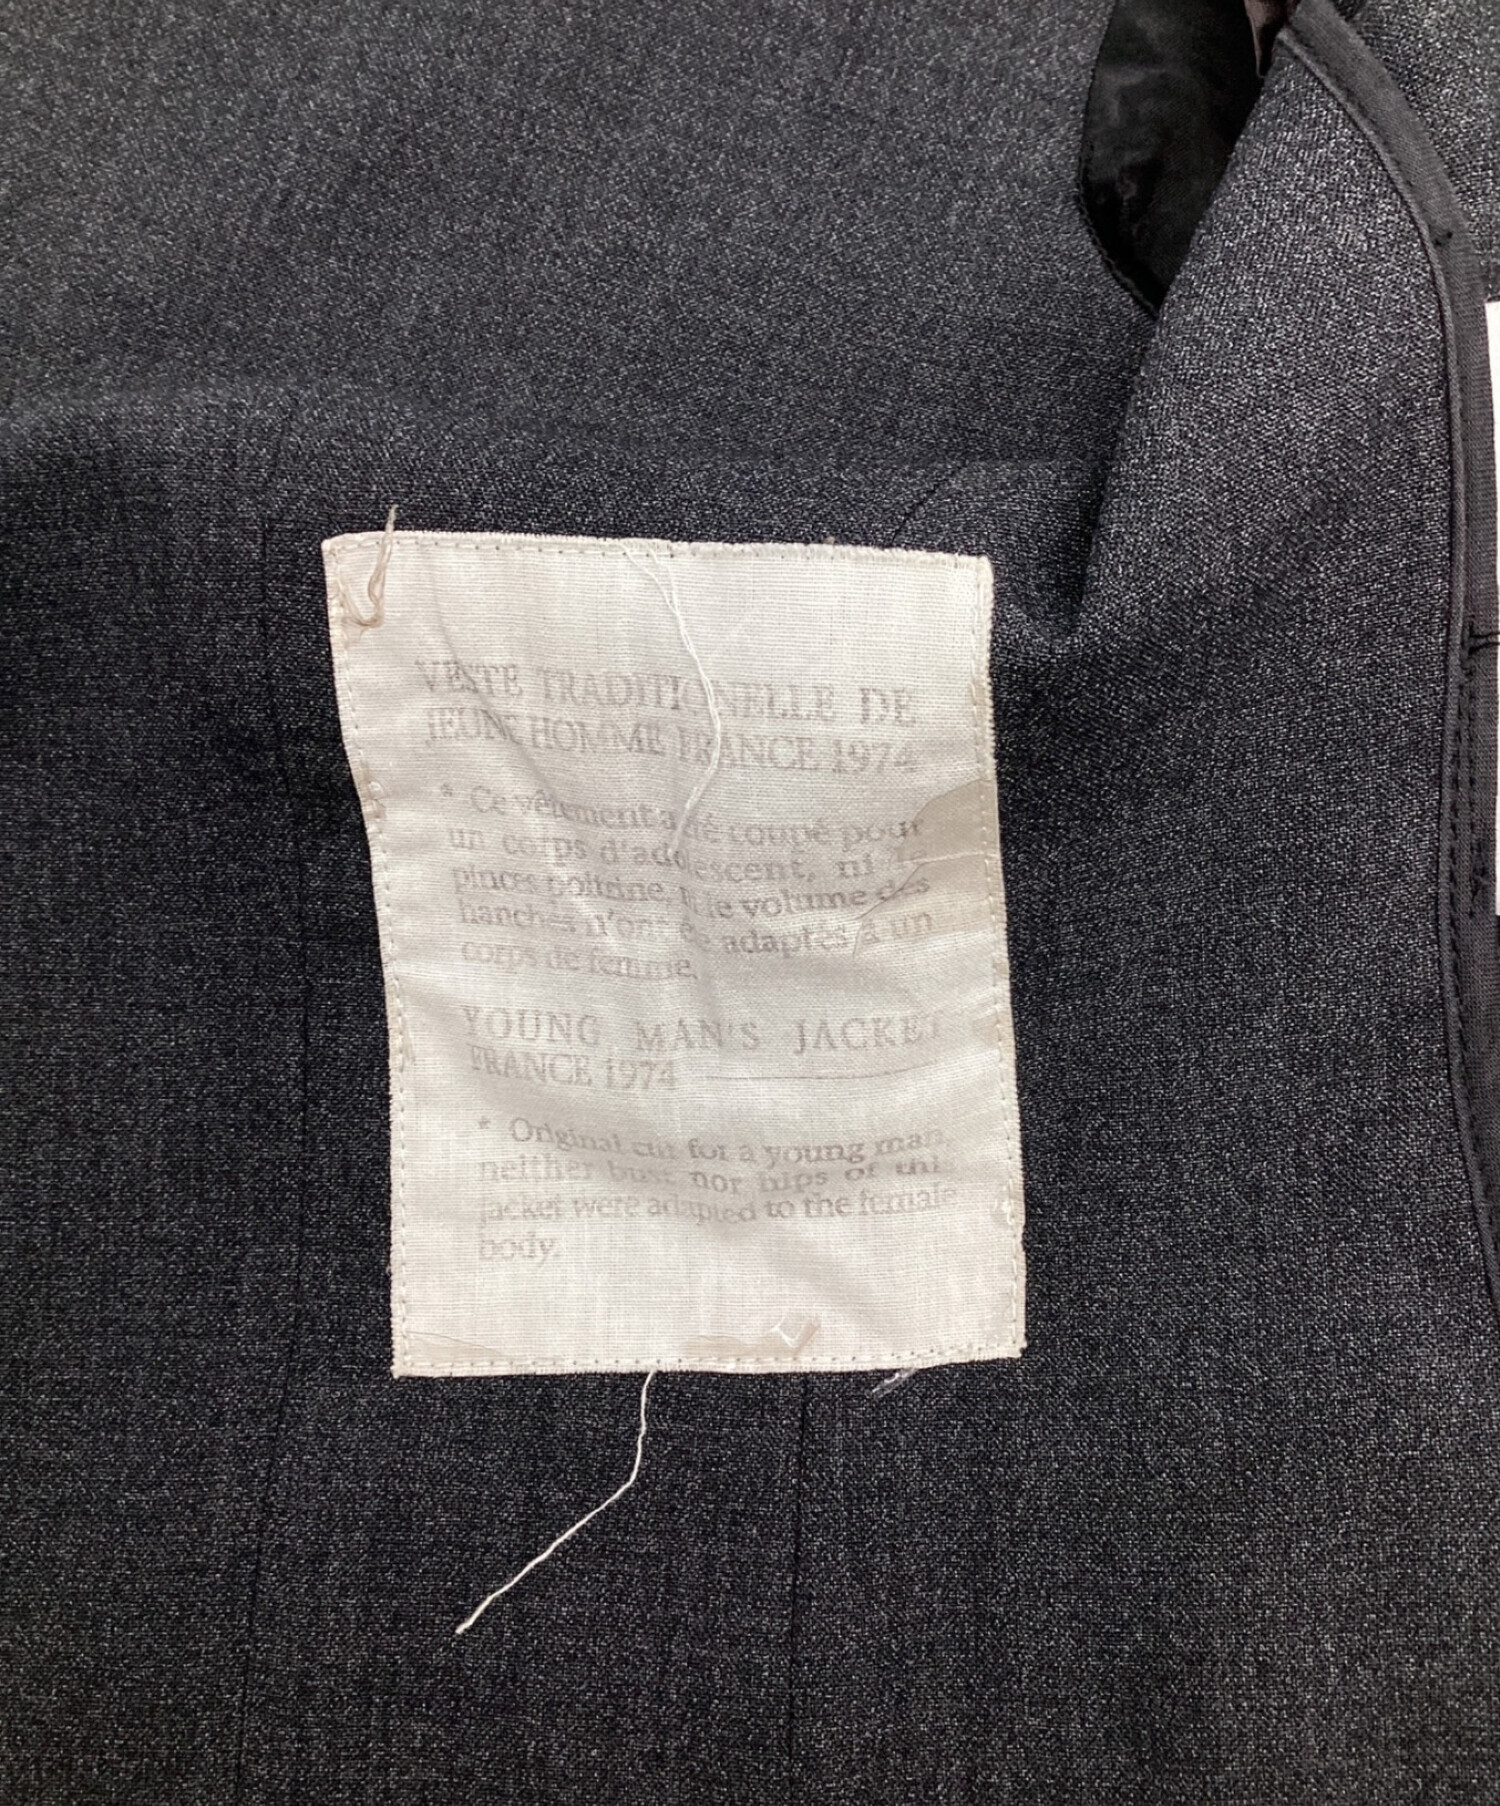 VESTE TRADITIONELLE DE
JEUNE HOMME FRANCE 1974
* Ce vêtement a été coupé pour
un corps d'adolescent, ni le
pinces poitrine, ni le volume des
hanches n'ont été adaptés à un
corps de femme.
YOUNG MAN'S JACKET
FRANCE 1974
* Original cut for a young man,
neither bust nor hips of this
jacket were adapted to the female
body.